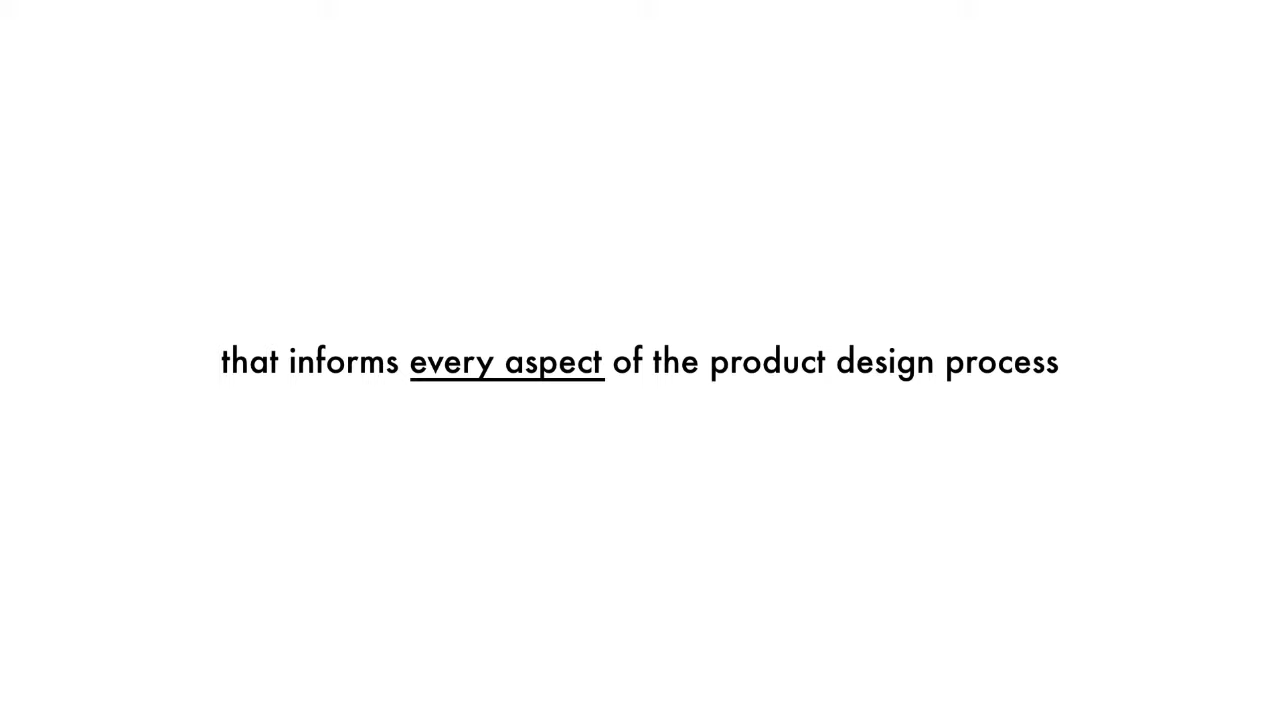 that informs every aspect of the product design process